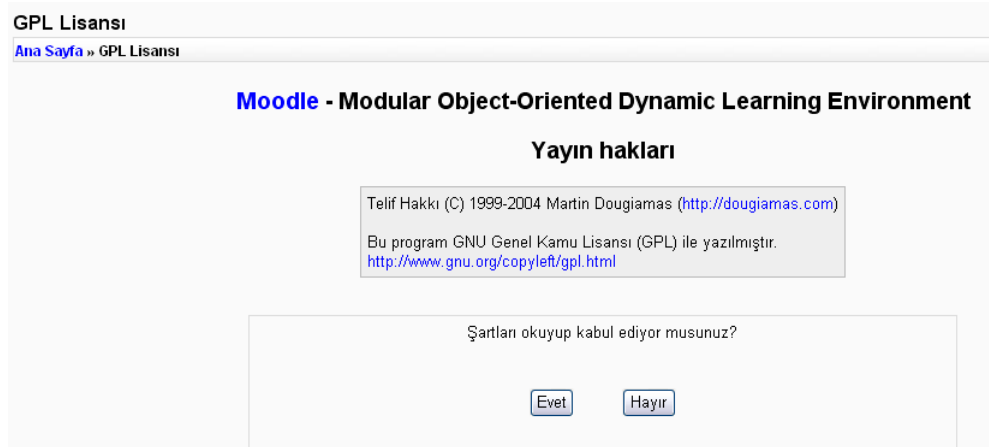 GPL Lisansı
Ana Sayfa » GPL Lisansı
Moodle - Modular Object-Oriented Dynamic Learning Environment
Yayın hakları
Telif Hakkı (C) 1999-2004 Martin Dougiamas (http://dougiamas.com)
Bu program GNU Genel Kamu Lisansı (GPL) ile yazılmıştır.
http://www.gnu.org/copyleft/gpl.html
Şartları okuyup kabul ediyor musunuz?
Evet Hayır